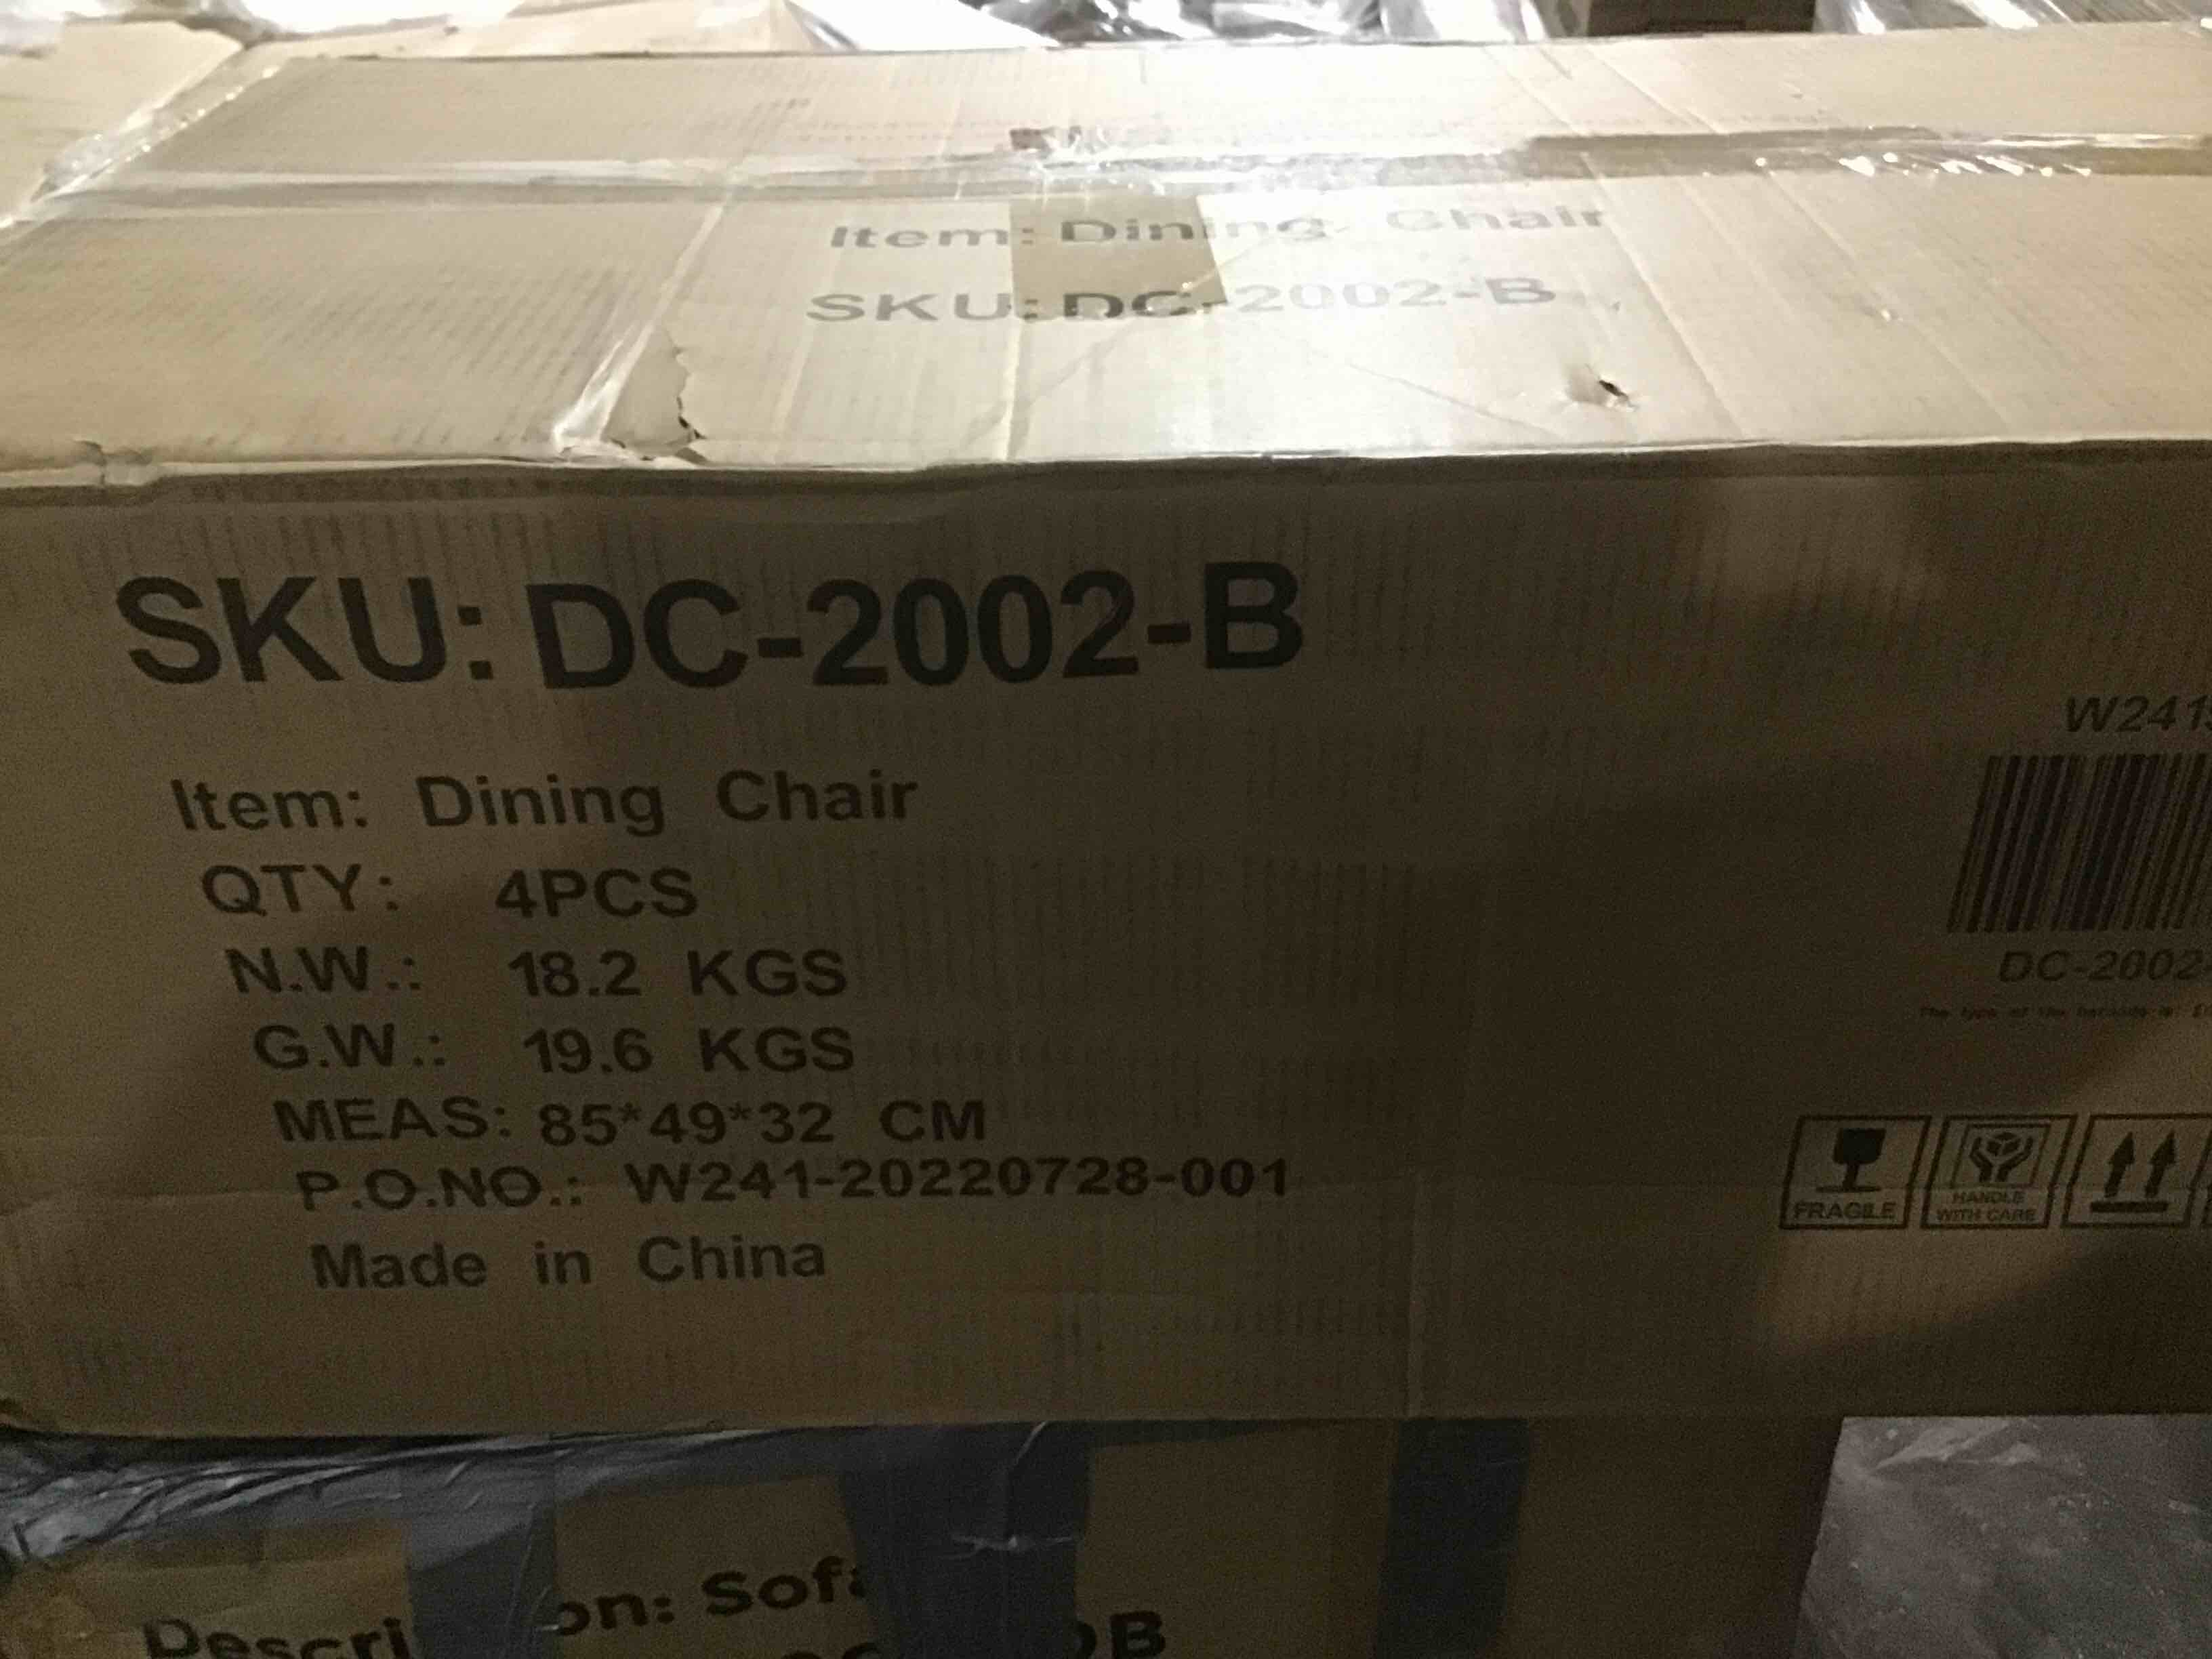 Item: Dining Chair
SKU: DC-2002-B
SKU: DC-2002-B
Item: Dining Chair
QTY: 4PCS
N.W.: 18.2 KGS
G.W.: 19.6 KGS
MEAS: 85*49*32 CM
P.O.NO.: W241-20220728-001
Made in China
W241
DC-2002-
FRAGILE
HANDLE
WITH CARE
Descri on: Sofa
B